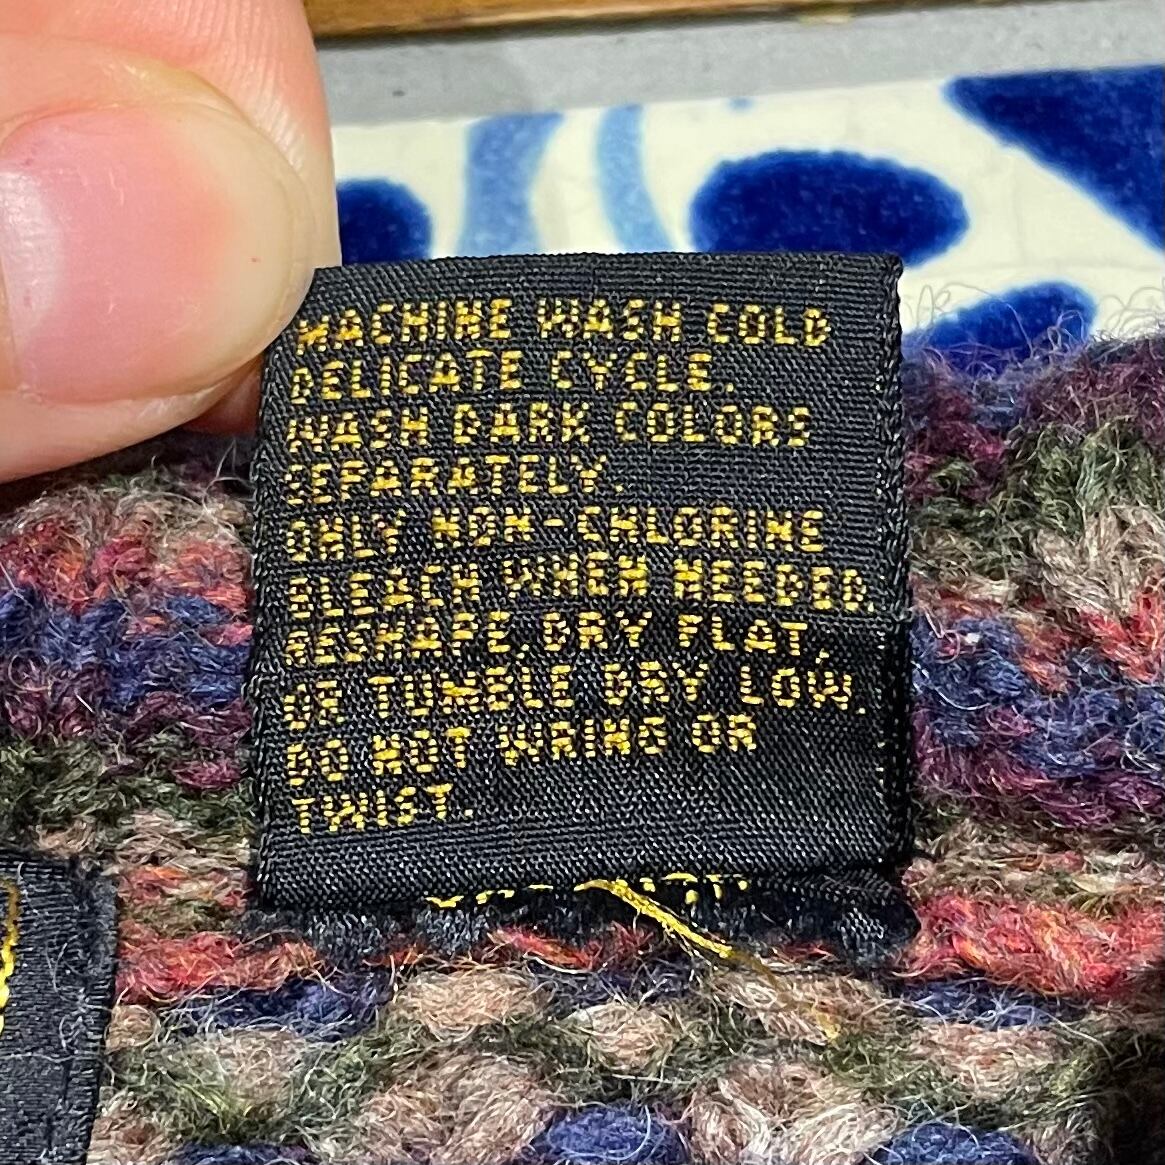 MACHINE WASH COLD
DELICATE CYCLE.
WASH DARK COLORS
SEPARATELY.
ONLY NON-CHLORINE
BLEACH WHEN NEEDED.
RESHAPE, DRY FLAT,
OR TUMBLE DRY LOW.
DO NOT WRING OR
TWIST.